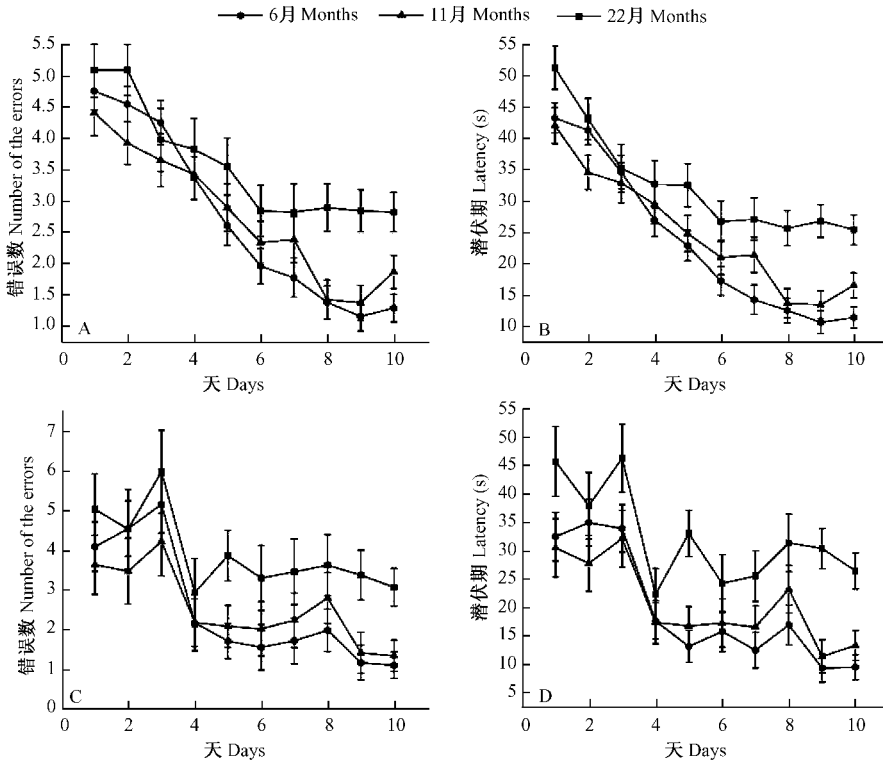 6月 Months 11月 Months 22月 Months
5.5
5.0
4.5
4.0
3.5
3.0
2.5
2.0
1.5
1.0
错误数 Number of the errors
A
0 2 4 6 8 10
天 Days
55
50
45
40
35
30
25
20
15
10
潜伏期 Latency (s)
B
0 2 4 6 8 10
天 Days
7
6
5
4
3
2
1
0
错误数 Number of the errors
C
0 2 4 6 8 10
天 Days
55
50
45
40
35
30
25
20
15
10
5
潜伏期 Latency (s)
D
0 2 4 6 8 10
天 Days